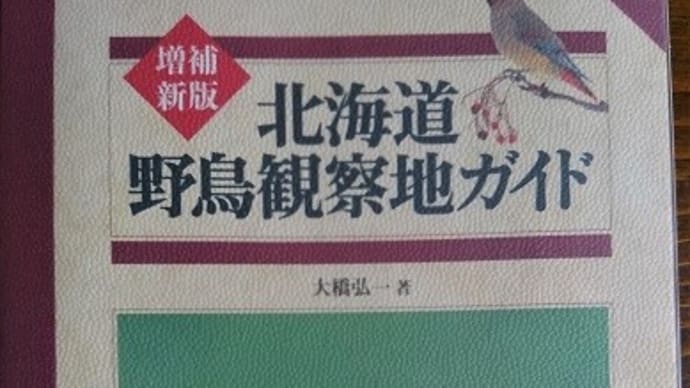 増補
新版
北海道
野鳥観察地ガイド
大橋弘一 著